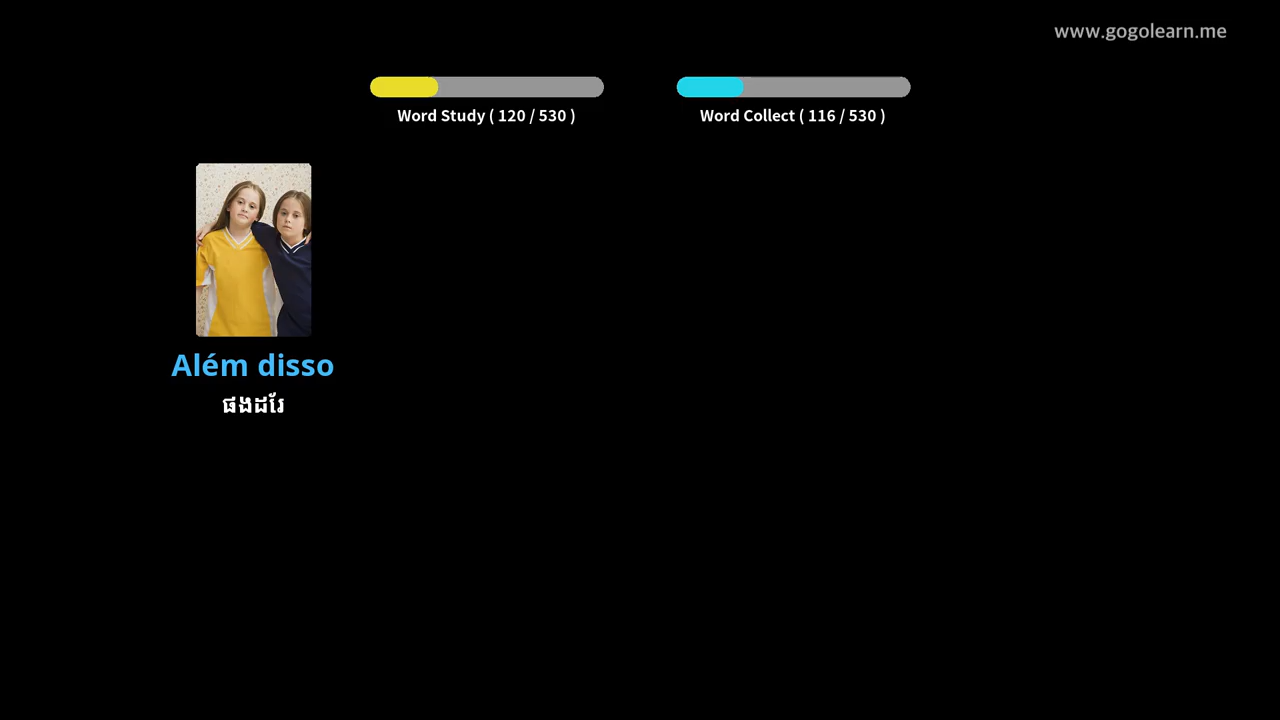 www.gogolearn.me
Word Study ( 120 / 530 )
Word Collect ( 116 / 530 )
Além disso
ផងដែរ